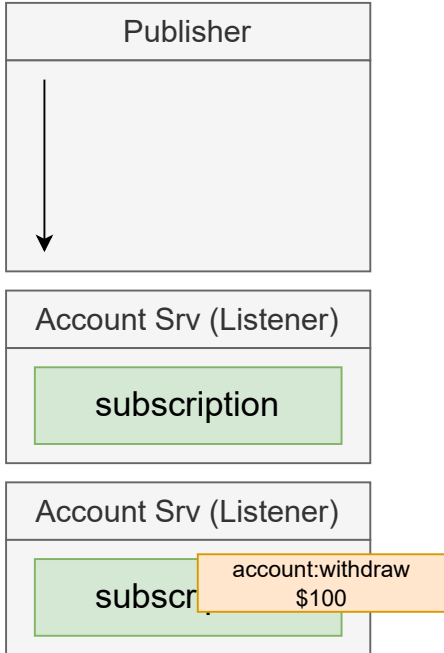 Publisher
Account Srv (Listener)
subscription
Account Srv (Listener)
account:withdraw
$100
subscr